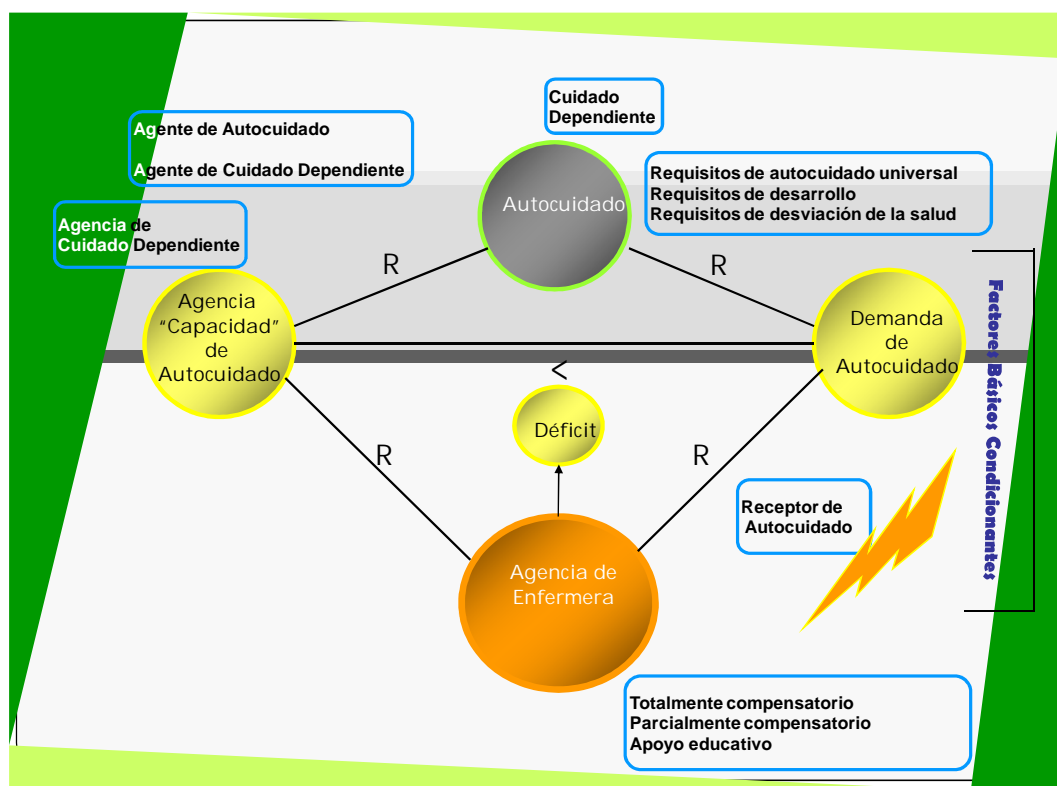 Cuidado
Dependiente
Agente de Autocuidado
Agente de Cuidado Dependiente
Requisitos de autocuidado universal
Requisitos de desarrollo
Requisitos de desviación de la salud
Autocuidado
Agencia de
Cuidado Dependiente
R
R
Agencia
“Capacidad”
de
Autocuidado
Demanda
de
Autocuidado
Factores Básicos Condicionantes
<
Déficit
R
R
Receptor de
Autocuidado
Agencia de
Enfermera
Totalmente compensatorio
Parcialmente compensatorio
Apoyo educativo